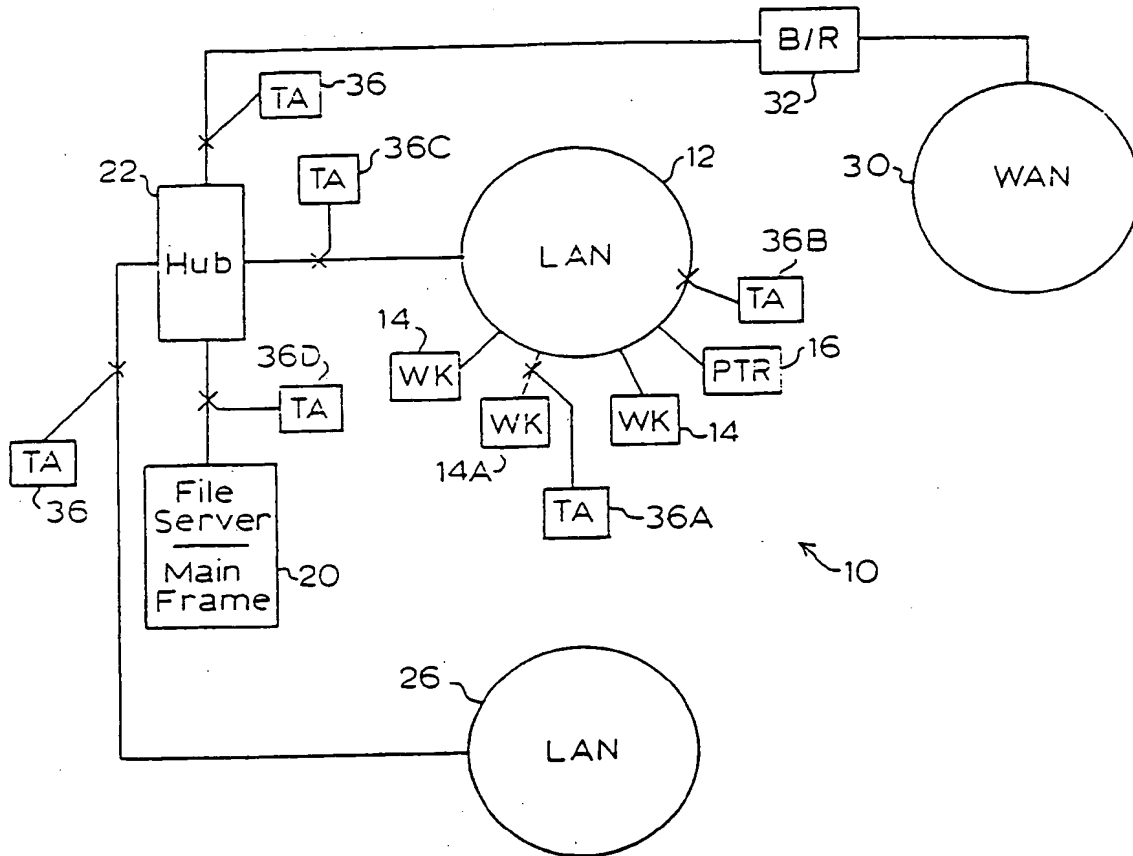 B/R
32
TA
36
36C
TA
22
12
30
WAN
Hub
LAN
36B
TA
14
WK
36D
TA
PTR
16
WK
14A
WK
14
TA
36
TA
36A
File
Server
Main
Frame
20
10
26
LAN